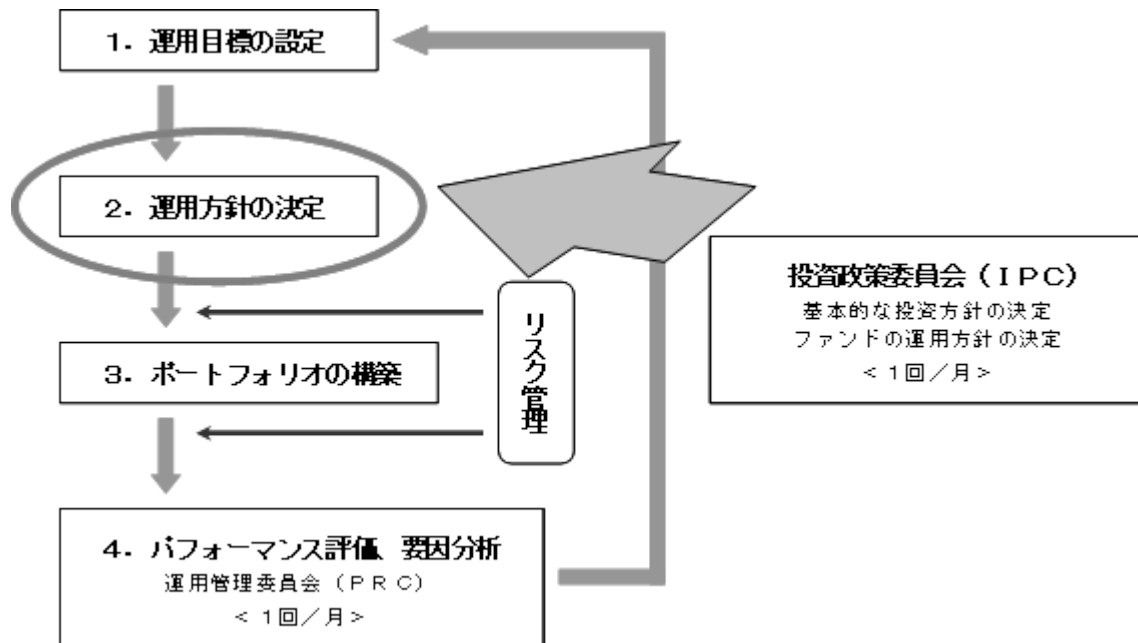 1. 運用目標の設定
2. 運用方針の決定
3. ポートフォリオの構築
リスク管理
4. パフォーマンス評価、要因分析
運用管理委員会（PRC）
＜1回／月＞
投資政策委員会（IPC）
基本的な投資方針の決定
ファンドの運用方針の決定
＜1回／月＞